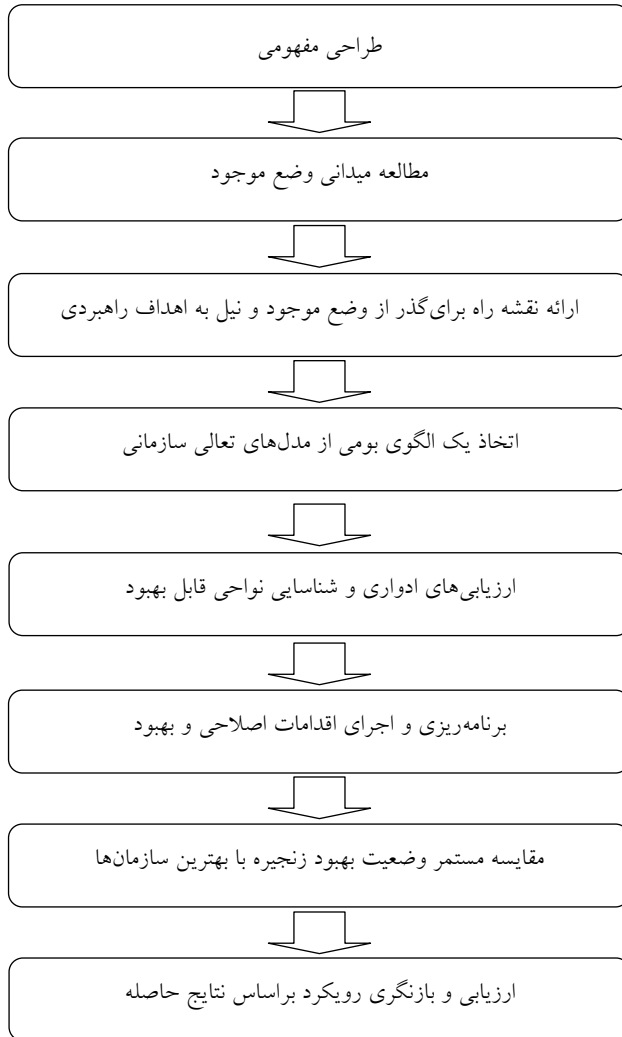 طراحی مفهومی
مطالعه میدانی وضع موجود
ارائه نقشه راه برای گذر از وضع موجود و نیل به اهداف راهبردی
اتخاذ یک الگوی بومی از مدل‌های تعالی سازمانی
ارزیابی‌های ادواری و شناسایی نواحی قابل بهبود
برنامه‌ریزی و اجرای اقدامات اصلاحی و بهبود
مقایسه مستمر وضعیت بهبود زنجیره با بهترین سازمان‌ها
ارزیابی و بازنگری رویکرد براساس نتایج حاصله